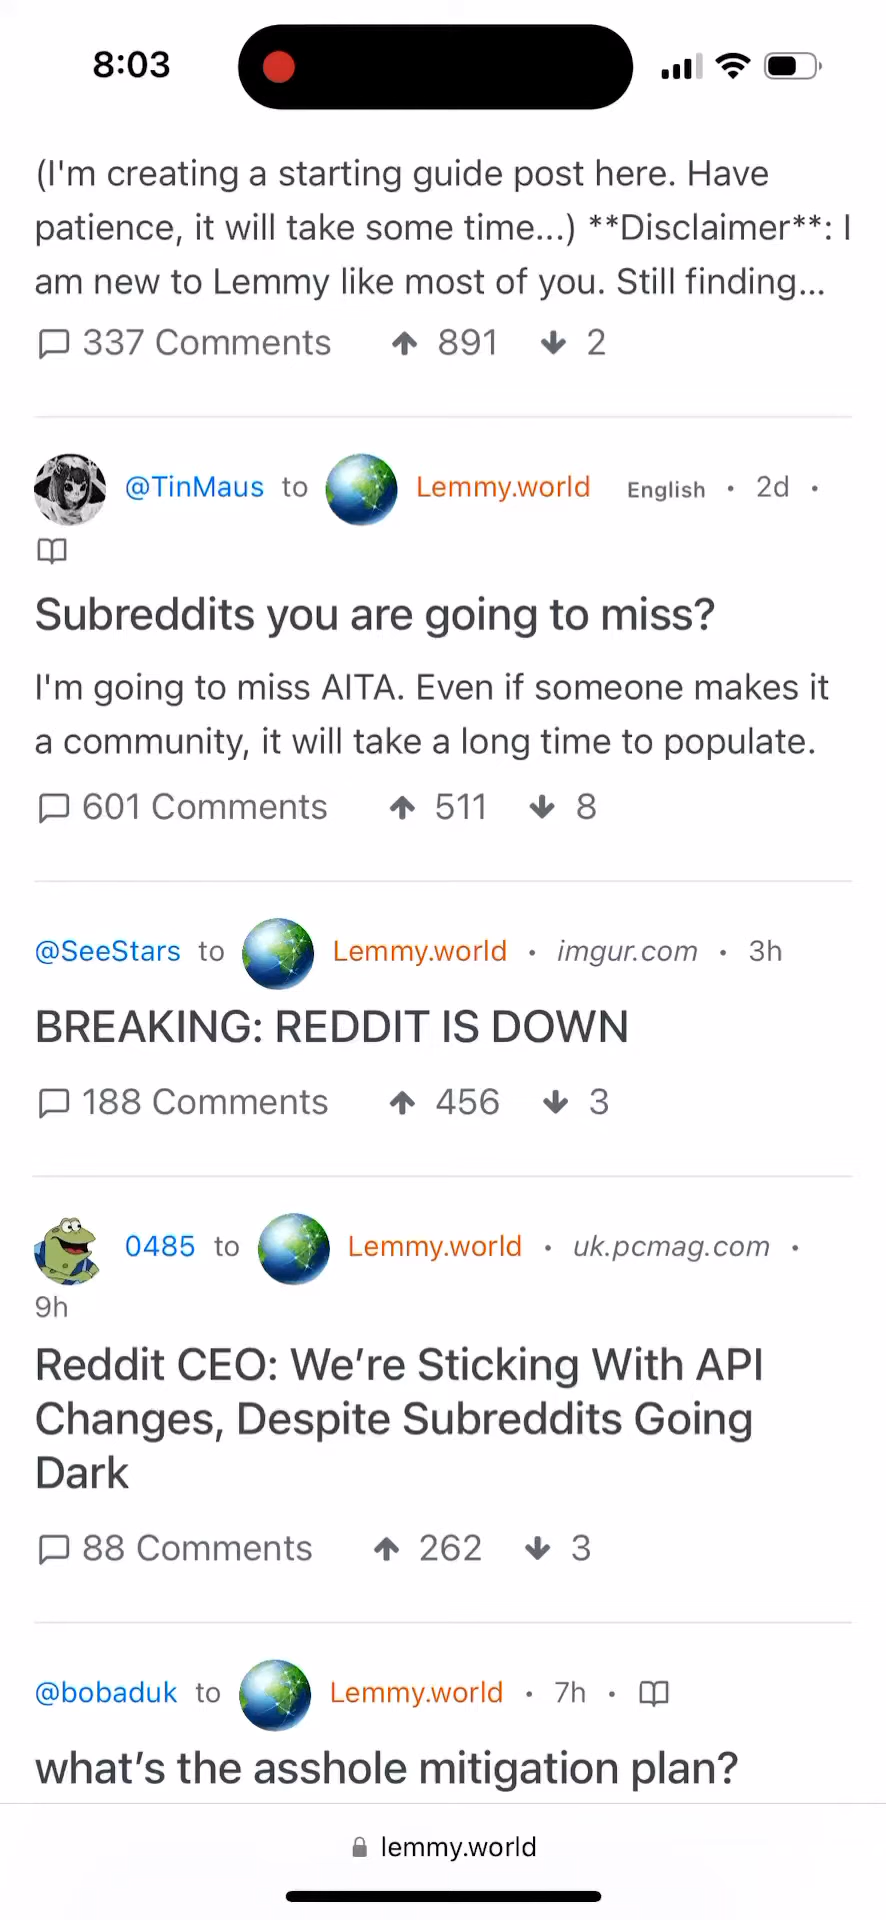 8:03
(I'm creating a starting guide post here. Have
patience, it will take some time...) **Disclaimer**: I
am new to Lemmy like most of you. Still finding...
337 Comments 891 2
@TinMaus to Lemmy.world English • 2d •
Subreddits you are going to miss?
I'm going to miss AITA. Even if someone makes it
a community, it will take a long time to populate.
601 Comments 511 8
@SeeStars to Lemmy.world • imgur.com • 3h
BREAKING: REDDIT IS DOWN
188 Comments 456 3
0485 to Lemmy.world • uk.pcmag.com •
9h
Reddit CEO: We’re Sticking With API
Changes, Despite Subreddits Going
Dark
88 Comments 262 3
@bobaduk to Lemmy.world • 7h •
what’s the asshole mitigation plan?
lemmy.world